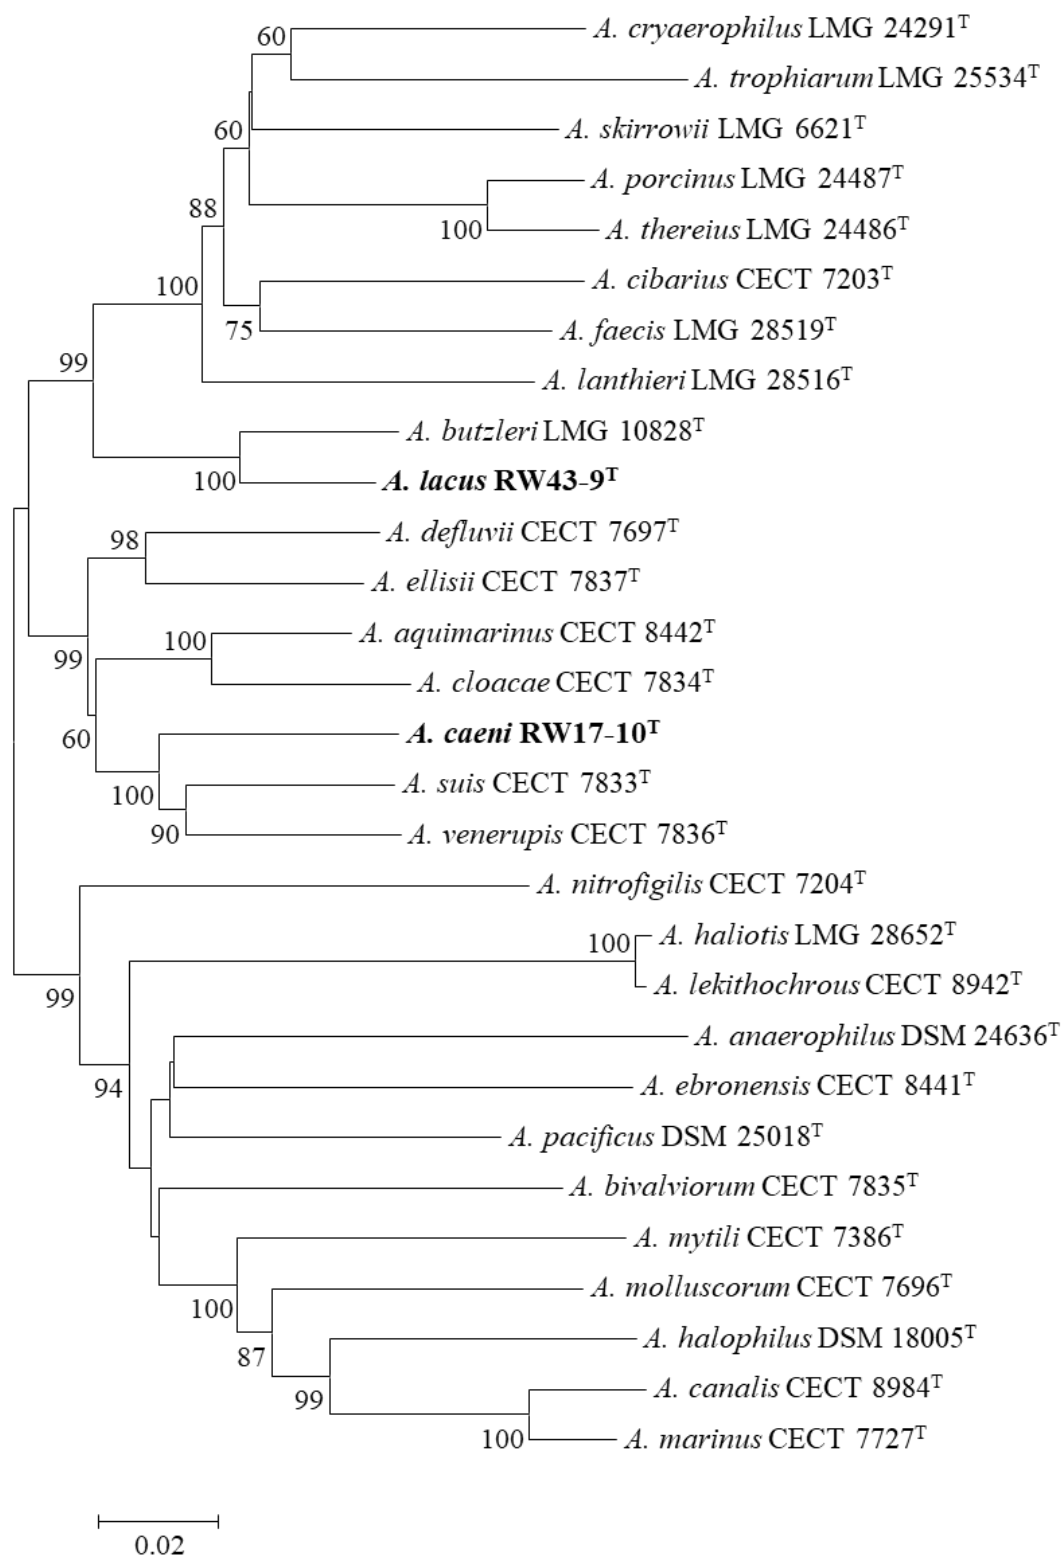 60
A. cryaerophilus LMG 24291T
A. trophiarum LMG 25534T
60
A. skirrowii LMG 6621T
A. porcinus LMG 24487T
88
100
A. thereius LMG 24486T
100
A. cibarius CECT 7203T
75
A. faecis LMG 28519T
99
A. lanthieri LMG 28516T
A. butzleri LMG 10828T
100
A. lacus RW43-9T
98
A. defluvii CECT 7697T
A. ellisii CECT 7837T
100
A. aquimarinus CECT 8442T
99
A. cloacae CECT 7834T
60
A. caeni RW17-10T
100
A. suis CECT 7833T
90
A. venerupis CECT 7836T
A. nitrofigilis CECT 7204T
100
A. haliotis LMG 28652T
99
A. lekithochrous CECT 8942T
A. anaerophilus DSM 24636T
94
A. ebronensis CECT 8441T
A. pacificus DSM 25018T
A. bivalviorum CECT 7835T
A. mytili CECT 7386T
100
A. molluscorum CECT 7696T
87
A. halophilus DSM 18005T
99
A. canalis CECT 8984T
100
A. marinus CECT 7727T
0.02